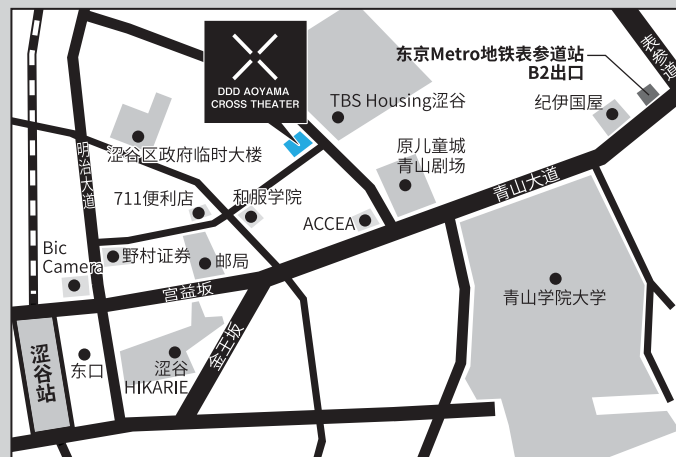 DDD AOYAMA
CROSS THEATER
东京Metro地铁表参道站
B2出口
表参道
纪伊国屋
TBS Housing涩谷
原儿童城
青山剧场
涩谷区政府临时大楼
明治大道
711便利店
和服学院
ACCEA
青山大道
Bic
Camera
野村证券
邮局
宫益坂
青山学院大学
涩谷站
东口
涩谷
HIKARIE
金王坂